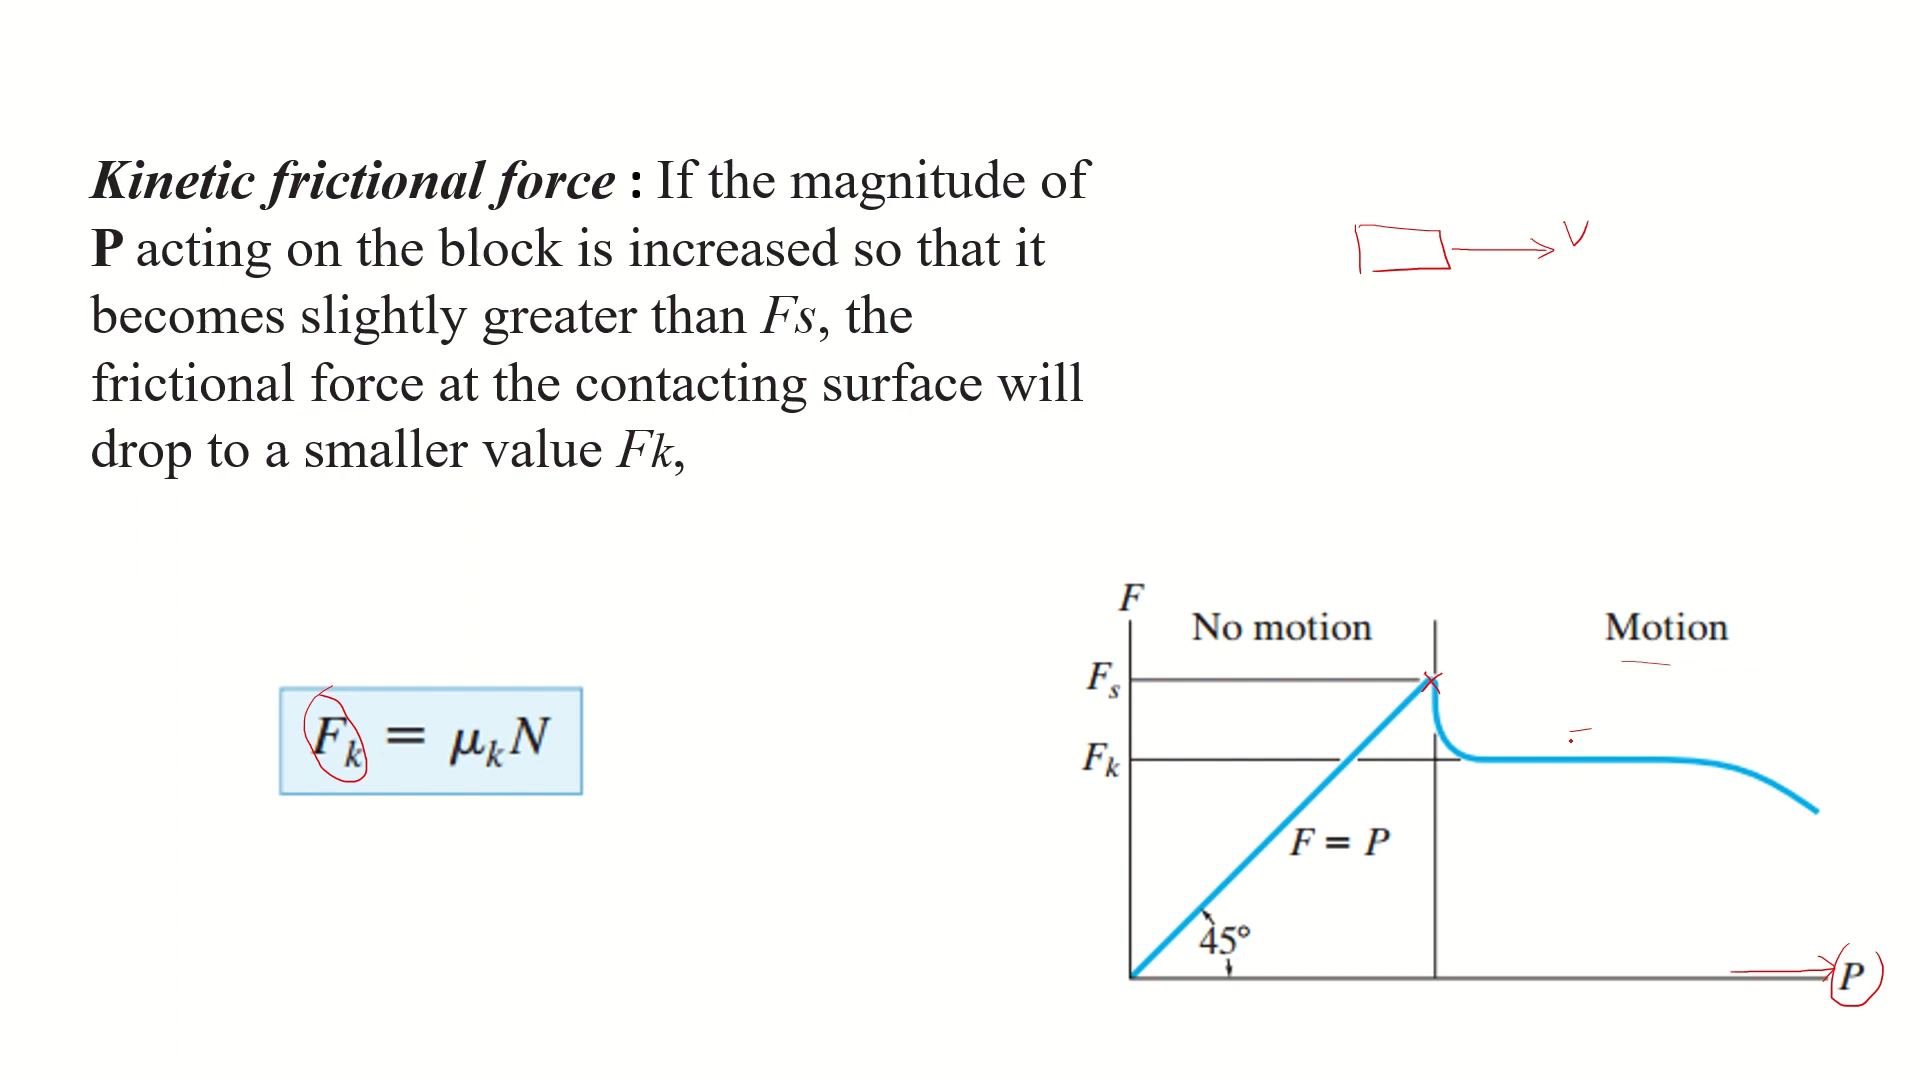 Kinetic frictional force : If the magnitude of
P acting on the block is increased so that it
becomes slightly greater than Fs, the
frictional force at the contacting surface will
drop to a smaller value Fk,
V
Fk = μkN
F
No motion
Motion
Fs
Fk
F = P
45°
P